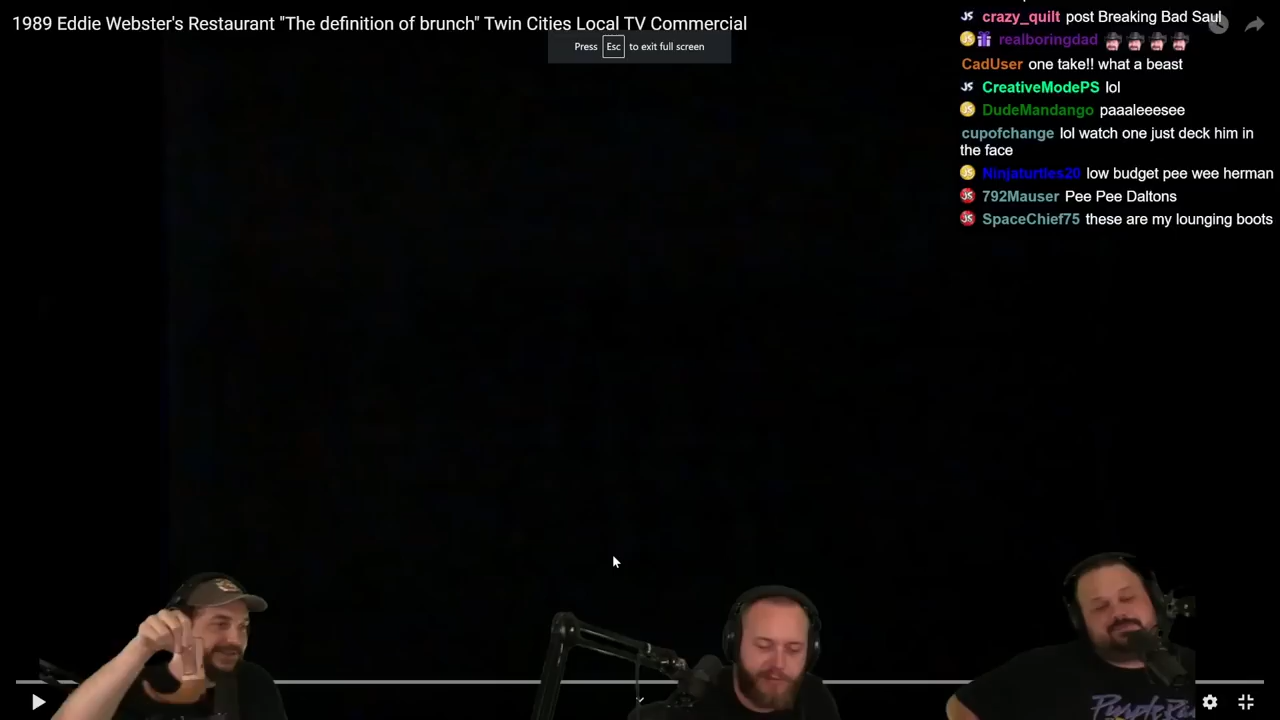 1989 Eddie Webster's Restaurant "The definition of brunch" Twin Cities Local TV Commercial
Press Esc to exit full screen
crazy_quilt post Breaking Bad Saul
realboringdad
CadUser one take!! what a beast
CreativeModePS lol
DudeMandango paaaleeesee
cupofchange lol watch one just deck him in
the face
Ninjaturtles20 low budget pee wee herman
792Mauser Pee Pee Daltons
SpaceChief75 these are my lounging boots